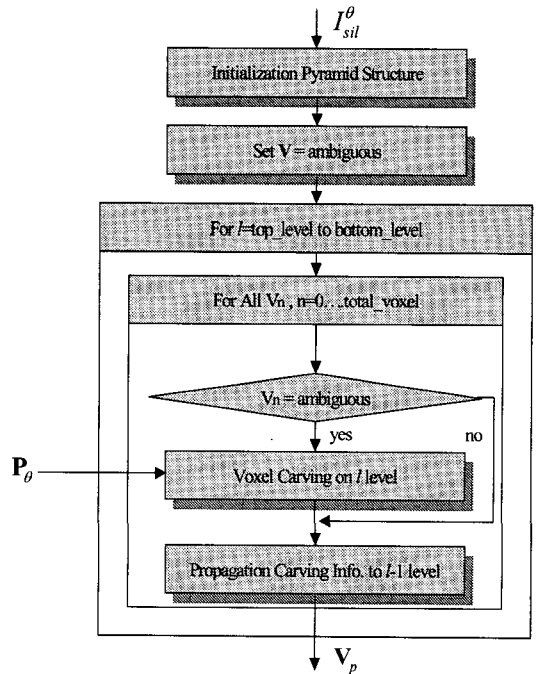 I_sil^θ
Initialization Pyramid Structure
Set V = ambiguous
For l=top_level to bottom_level
For All Vn , n=0....total_voxel
Vn = ambiguous
yes
no
P_θ
Voxel Carving on l level
Propagation Carving Info. to l-1 level
V_p